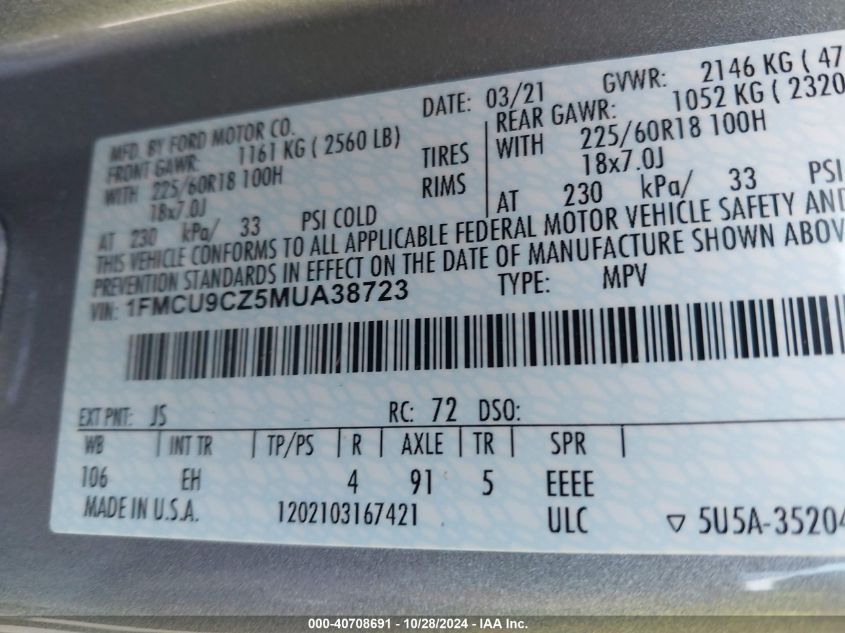 MFD. BY FORD MOTOR CO.
DATE: 03/21 GVWR: 2146 KG ( 47
FRONT GAWR: 1161 KG ( 2560 LB) REAR GAWR: 1052 KG ( 2320
WITH 225/60R18 100H TIRES WITH 225/60R18 100H
18x7.0J RIMS 18x7.0J
AT 230 kPa/ 33 PSI COLD AT 230 kPa/ 33 PSI
THIS VEHICLE CONFORMS TO ALL APPLICABLE FEDERAL MOTOR VEHICLE SAFETY AND
PREVENTION STANDARDS IN EFFECT ON THE DATE OF MANUFACTURE SHOWN ABOV
VIN: 1FMCU9CZ5MUA38723 TYPE: MPV
EXT PNT: JS RC: 72 DSO:
WB INT TR TP/PS R AXLE TR SPR
106 EH 4 91 5 EEEE
MADE IN U.S.A. 1202103167421 ULC ▽ 5U5A-35204
000-40708691 - 10/28/2024 - IAA Inc.